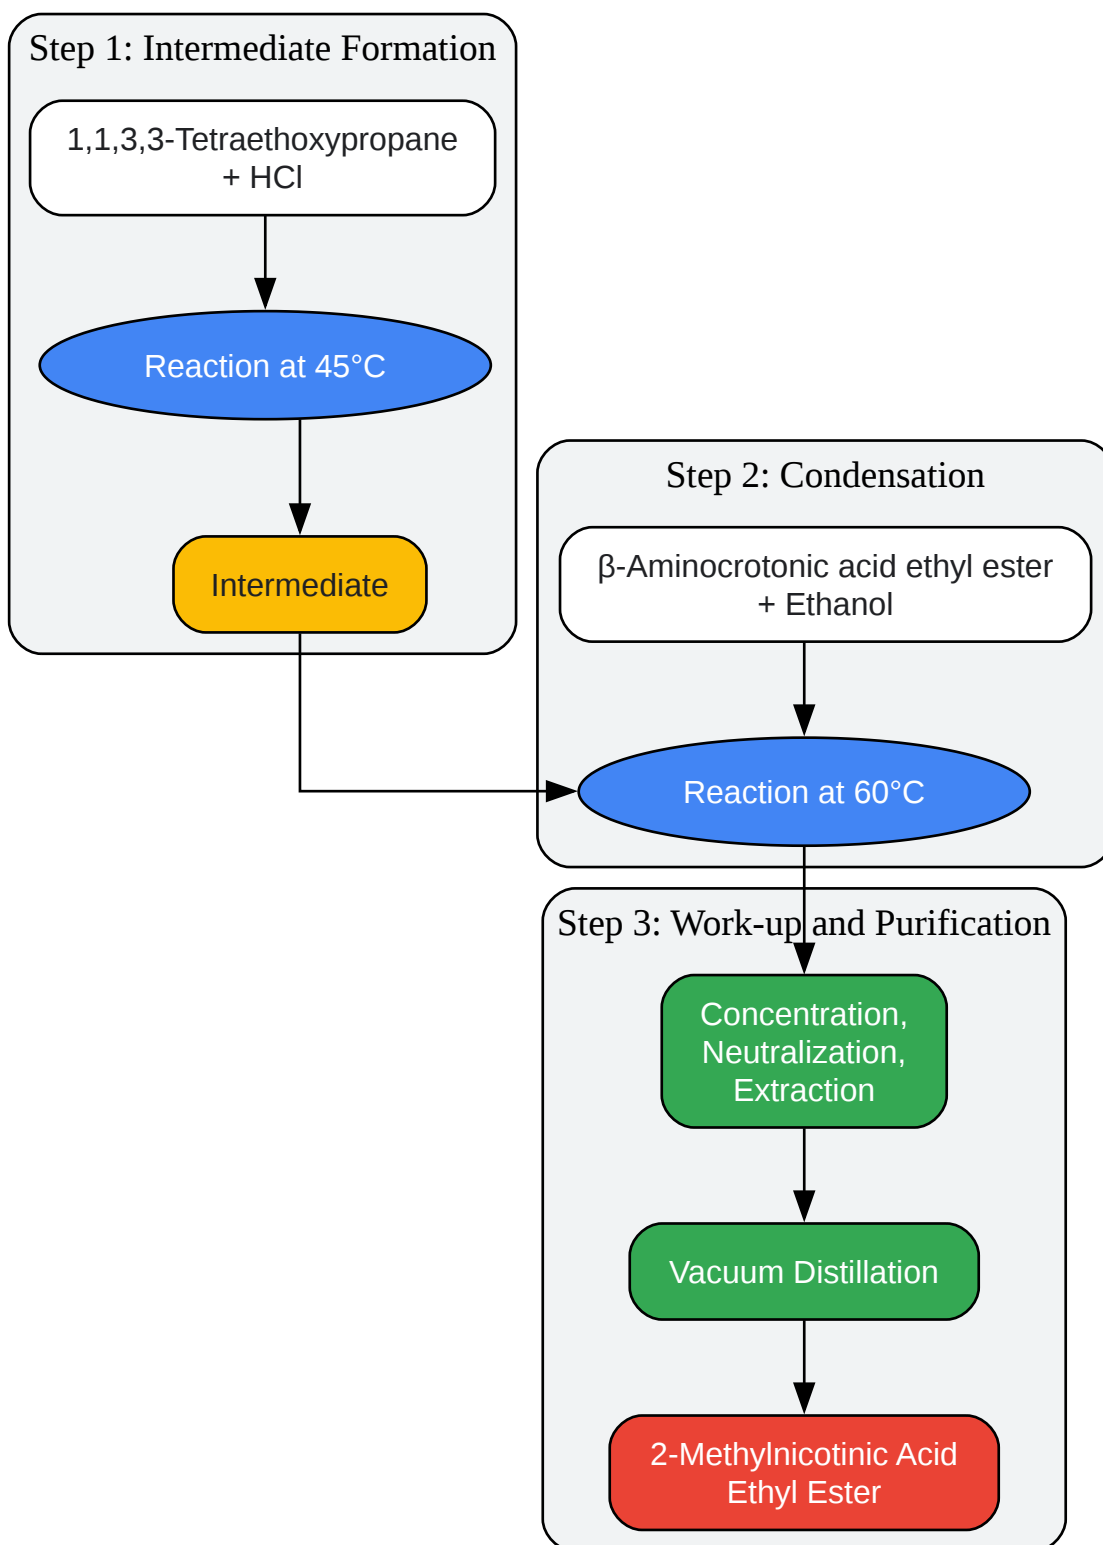 Step 1: Intermediate Formation
1,1,3,3-Tetraethoxypropane
+ HCl
Reaction at 45°C
Intermediate
Step 2: Condensation
β-Aminocrotonic acid ethyl ester
+ Ethanol
Reaction at 60°C
Step 3: Work-up and Purification
Concentration,
Neutralization,
Extraction
Vacuum Distillation
2-Methylnicotinic Acid
Ethyl Ester